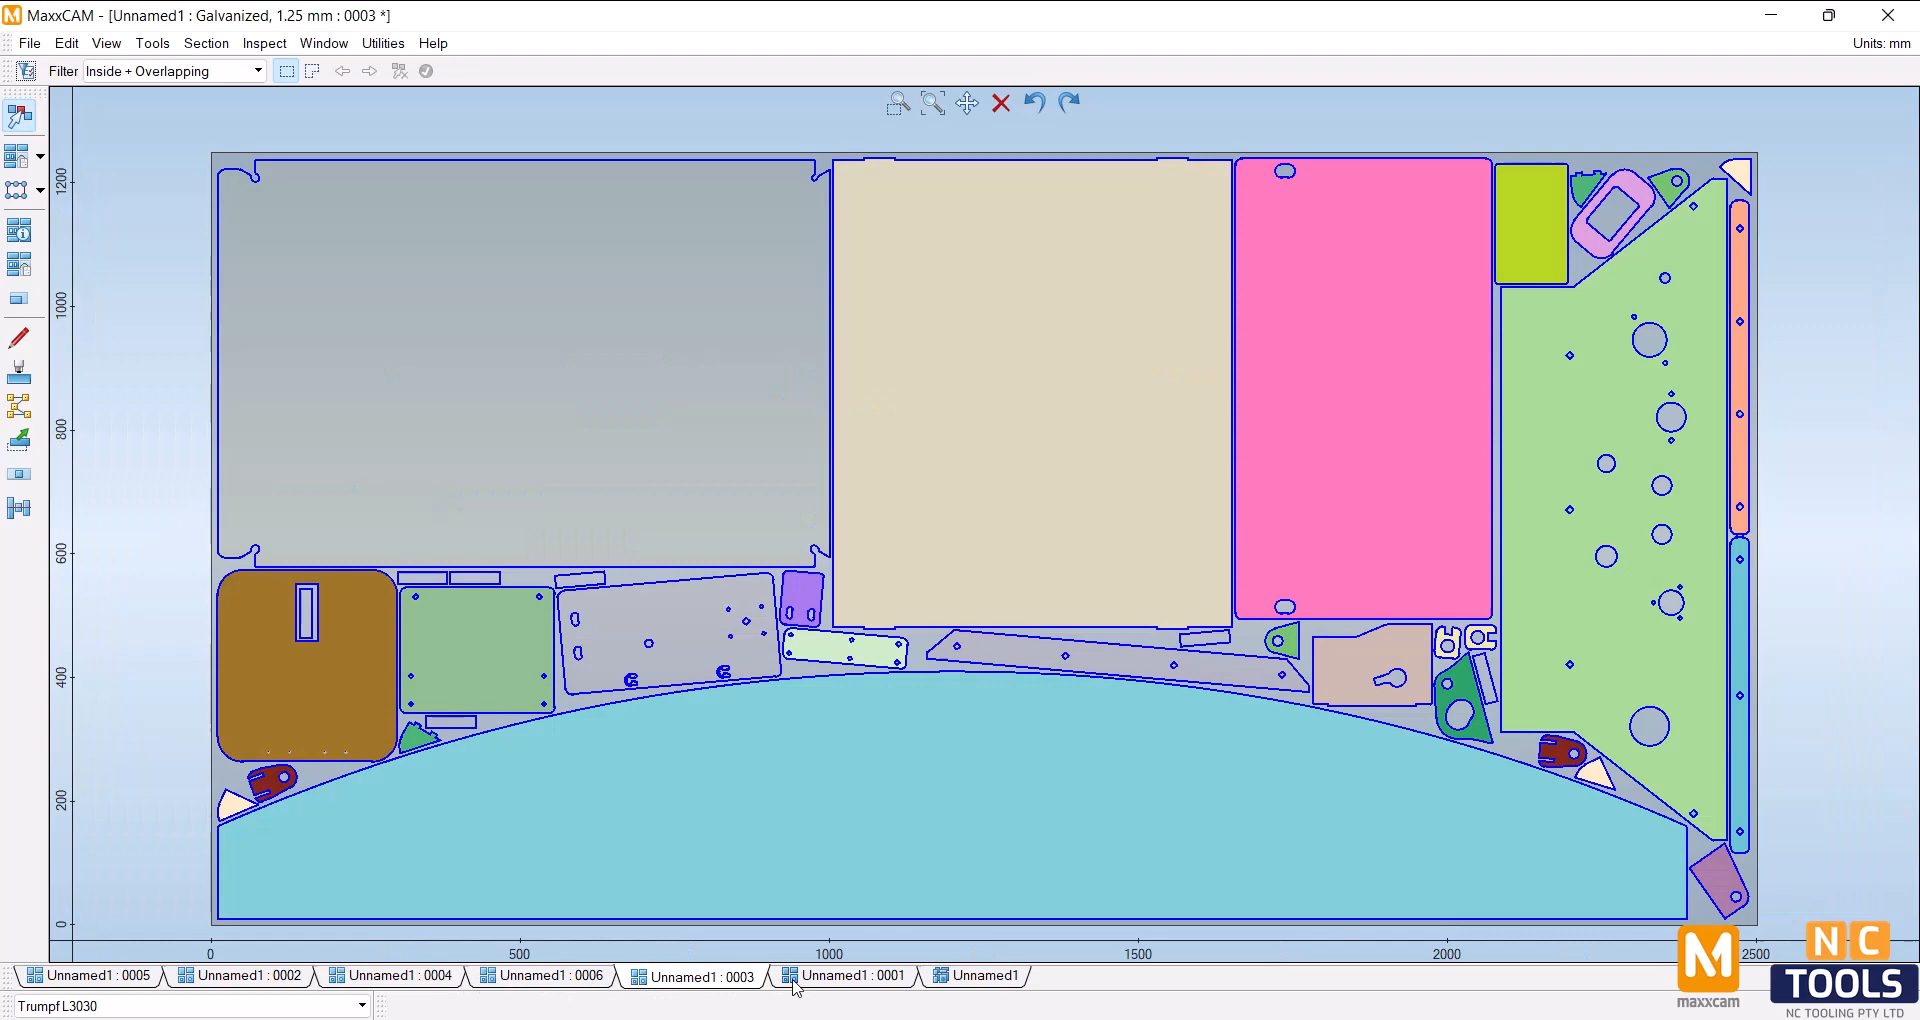 MaxxCAM - [Unnamed1 : Galvanized, 1.25 mm : 0003 *]
File Edit View Tools Section Inspect Window Utilities Help Units: mm
Filter Inside + Overlapping
1200
1000
800
600
400
200
0
0 500 1000 1500 2000 2500
Unnamed1 : 0005 Unnamed1 : 0002 Unnamed1 : 0004 Unnamed1 : 0006 Unnamed1 : 0003 Unnamed1 : 0001 Unnamed1
Trumpf L3030
M
maxxcam
NC
TOOLS
NC TOOLING PTY LTD